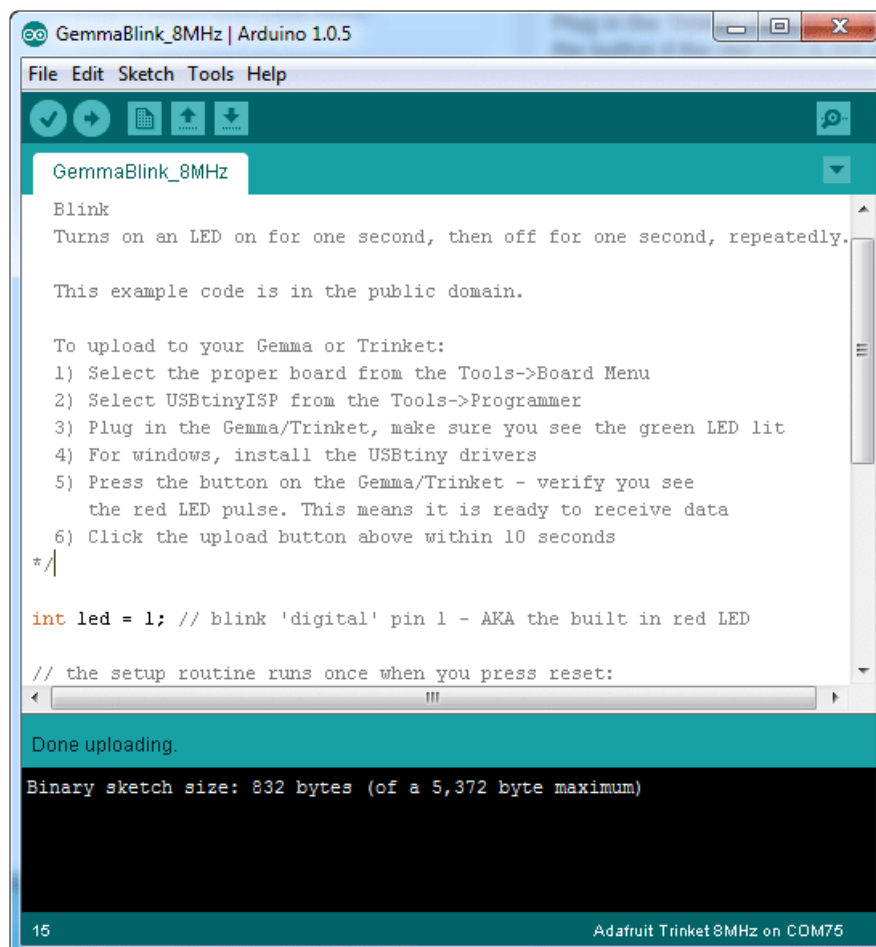 GemmaBlink_8MHz | Arduino 1.0.5
File Edit Sketch Tools Help
GemmaBlink_8MHz
Blink
Turns on an LED on for one second, then off for one second, repeatedly.
This example code is in the public domain.
To upload to your Gemma or Trinket:
1) Select the proper board from the Tools->Board Menu
2) Select USBtinyISP from the Tools->Programmer
3) Plug in the Gemma/Trinket, make sure you see the green LED lit
4) For windows, install the USBtiny drivers
5) Press the button on the Gemma/Trinket - verify you see
the red LED pulse. This means it is ready to receive data
6) Click the upload button above within 10 seconds
*/
int led = 1; // blink 'digital' pin 1 - AKA the built in red LED
// the setup routine runs once when you press reset:
Done uploading.
Binary sketch size: 832 bytes (of a 5,372 byte maximum)
15
Adafruit Trinket 8MHz on COM75